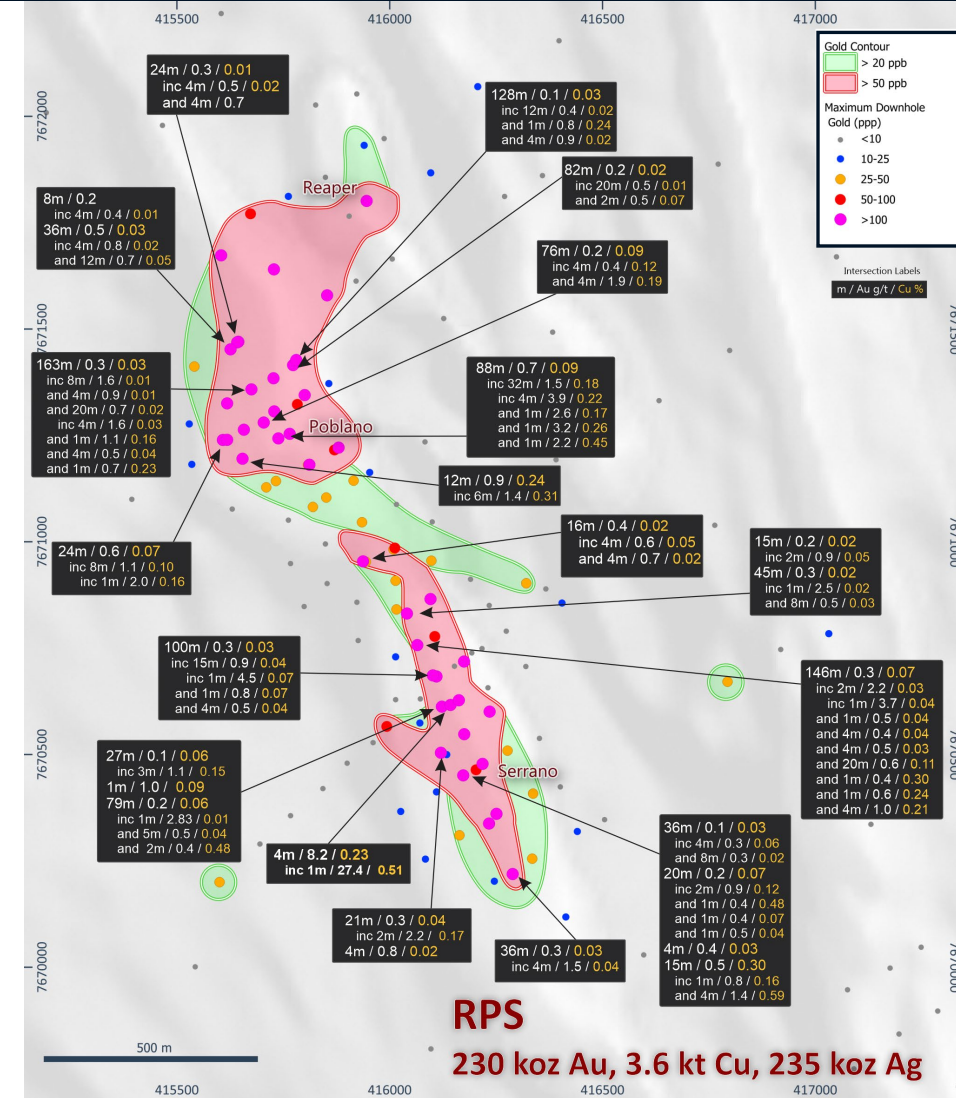 415500 416000 416500 417000
7672000
7671500
7671000
7670500
7670000
Gold Contour
> 20 ppb
> 50 ppb
Maximum Downhole
Gold (ppp)
<10
10-25
25-50
50-100
>100
Intersection Labels
m / Au g/t / Cu %
24m / 0.3 / 0.01
inc 4m / 0.5 / 0.02
and 4m / 0.7
128m / 0.1 / 0.03
inc 12m / 0.4 / 0.02
and 1m / 0.8 / 0.24
and 4m / 0.9 / 0.02
82m / 0.2 / 0.02
inc 20m / 0.5 / 0.01
and 2m / 0.5 / 0.07
Reaper
8m / 0.2
inc 4m / 0.4 / 0.01
36m / 0.5 / 0.03
inc 4m / 0.8 / 0.02
and 12m / 0.7 / 0.05
76m / 0.2 / 0.09
inc 4m / 0.4 / 0.12
and 4m / 1.9 / 0.19
163m / 0.3 / 0.03
inc 8m / 1.6 / 0.01
and 4m / 0.9 / 0.01
and 20m / 0.7 / 0.02
inc 4m / 1.6 / 0.03
and 1m / 1.1 / 0.16
and 4m / 0.5 / 0.04
and 1m / 0.7 / 0.23
88m / 0.7 / 0.09
inc 32m / 1.5 / 0.18
inc 4m / 3.9 / 0.22
and 1m / 2.6 / 0.17
and 1m / 3.2 / 0.26
and 1m / 2.2 / 0.45
Poblano
12m / 0.9 / 0.24
inc 6m / 1.4 / 0.31
24m / 0.6 / 0.07
inc 8m / 1.1 / 0.10
inc 1m / 2.0 / 0.16
16m / 0.4 / 0.02
inc 4m / 0.6 / 0.05
and 4m / 0.7 / 0.02
15m / 0.2 / 0.02
inc 2m / 0.9 / 0.05
45m / 0.3 / 0.02
inc 1m / 2.5 / 0.02
and 8m / 0.5 / 0.03
100m / 0.3 / 0.03
inc 15m / 0.9 / 0.04
inc 1m / 4.5 / 0.07
and 1m / 0.8 / 0.07
and 4m / 0.5 / 0.04
146m / 0.3 / 0.07
inc 2m / 2.2 / 0.03
inc 1m / 3.7 / 0.04
and 1m / 0.5 / 0.04
and 4m / 0.4 / 0.04
and 4m / 0.5 / 0.03
and 20m / 0.6 / 0.11
and 1m / 0.4 / 0.30
and 1m / 0.6 / 0.24
and 4m / 1.0 / 0.21
27m / 0.1 / 0.06
inc 3m / 1.1 / 0.15
1m / 1.0 / 0.09
79m / 0.2 / 0.06
inc 1m / 2.83 / 0.01
and 5m / 0.5 / 0.04
and 2m / 0.4 / 0.48
Serrano
4m / 8.2 / 0.23
inc 1m / 27.4 / 0.51
36m / 0.1 / 0.03
inc 4m / 0.3 / 0.06
and 8m / 0.3 / 0.02
20m / 0.2 / 0.07
inc 2m / 0.9 / 0.12
and 1m / 0.4 / 0.48
and 1m / 0.4 / 0.07
and 1m / 0.5 / 0.04
4m / 0.4 / 0.03
15m / 0.5 / 0.30
inc 1m / 0.8 / 0.16
and 4m / 1.4 / 0.59
21m / 0.3 / 0.04
inc 2m / 2.2 / 0.17
4m / 0.8 / 0.02
36m / 0.3 / 0.03
inc 4m / 1.5 / 0.04
RPS
230 koz Au, 3.6 kt Cu, 235 koz Ag
500 m
415500 416000 416500 417000